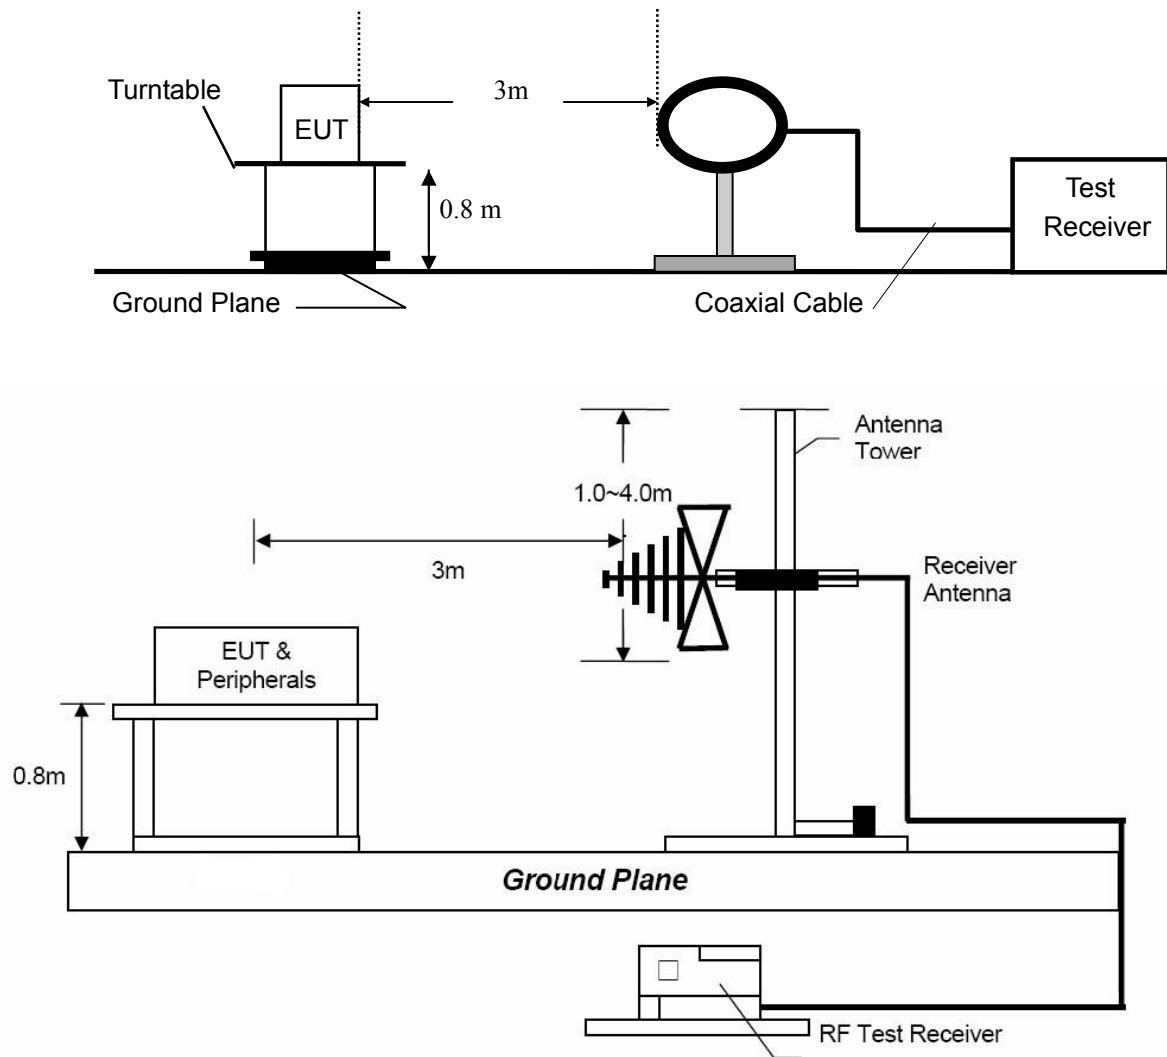 Turntable
3m
EUT
0.8 m
Test
Receiver
Ground Plane
Coaxial Cable
Antenna
Tower
1.0~4.0m
3m
Receiver
Antenna
EUT &
Peripherals
0.8m
Ground Plane
RF Test Receiver